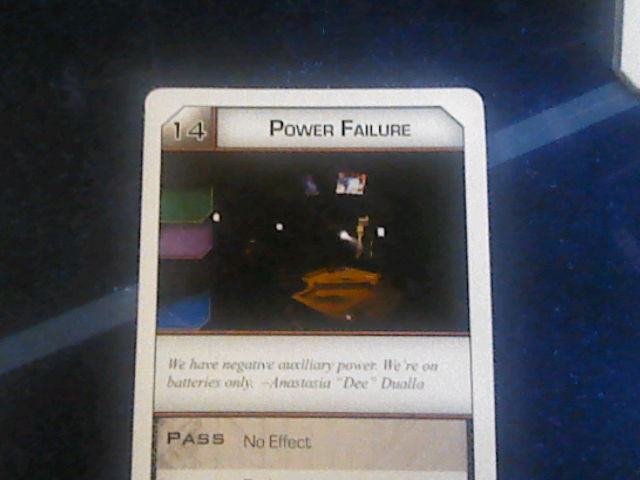 14 POWER FAILURE
We have negative auxiliary power. We're on
batteries only. –Anastasia "Dee" Dualla
PASS No Effect